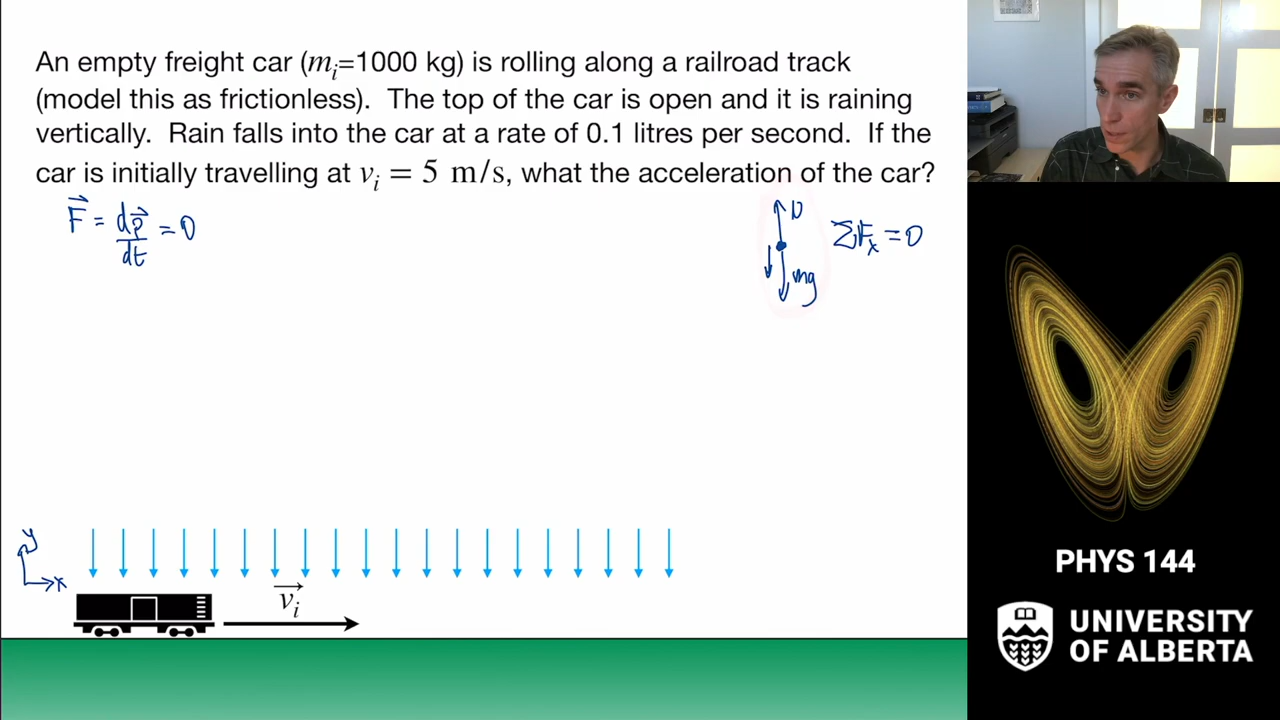 An empty freight car (mᵢ=1000 kg) is rolling along a railroad track
(model this as frictionless). The top of the car is open and it is raining
vertically. Rain falls into the car at a rate of 0.1 litres per second. If the
car is initially travelling at vᵢ = 5 m/s, what the acceleration of the car?
F⃗ = dp⃗/dt = 0
N
ΣFₓ = 0
mg
y
x
v⃗ᵢ
PHYS 144
UNIVERSITY
OF ALBERTA